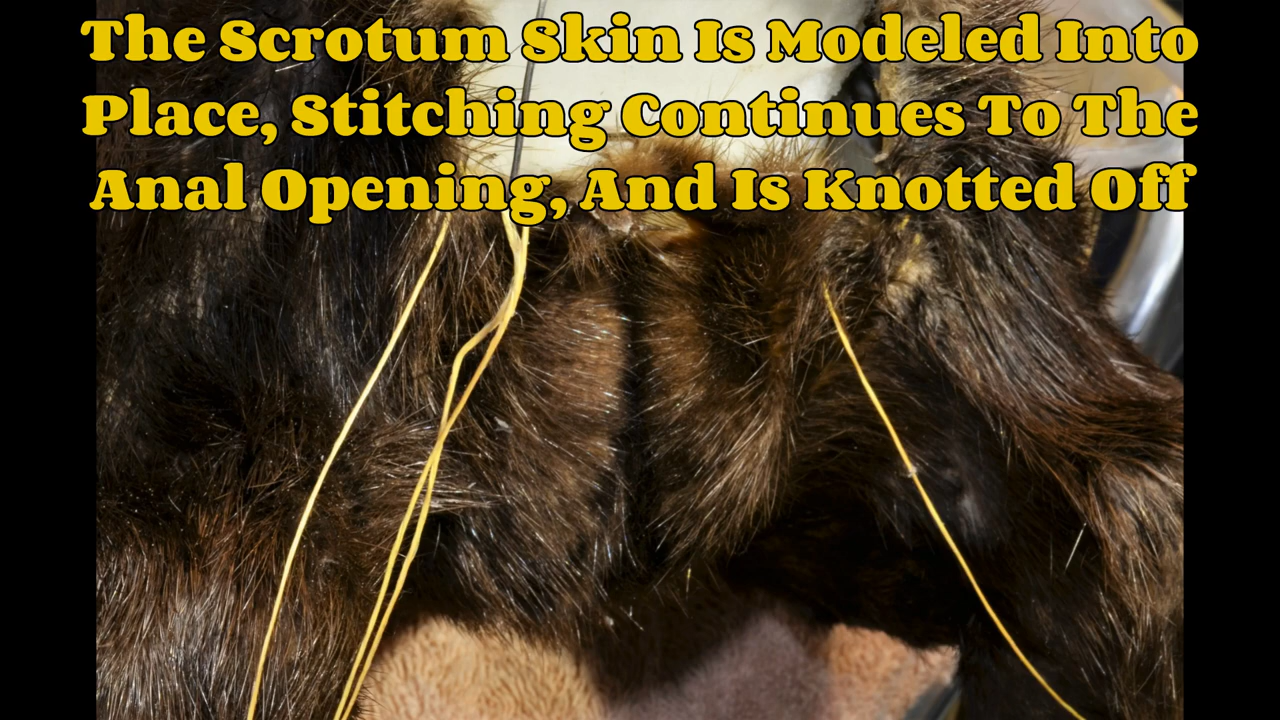 The Scrotum Skin Is Modeled Into
Place, Stitching Continues To The
Anal Opening, And Is Knotted Off